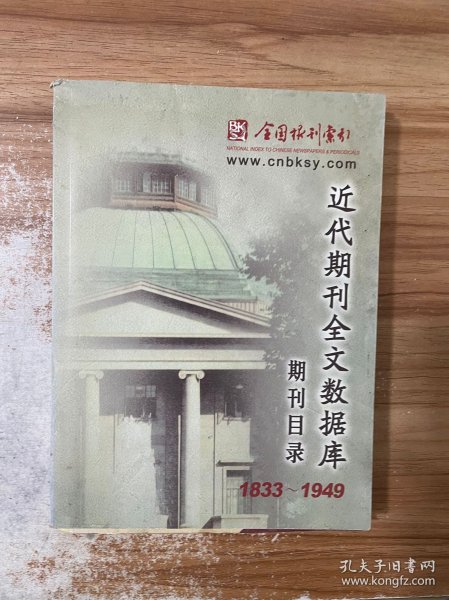 BK
SY
全国报刊索引
NATIONAL INDEX TO CHINESE NEWSPAPERS & PERIODICALS
www.cnbksy.com
近代期刊全文数据库
期刊目录
1833~1949
孔夫子旧书网
www.kongfz.com